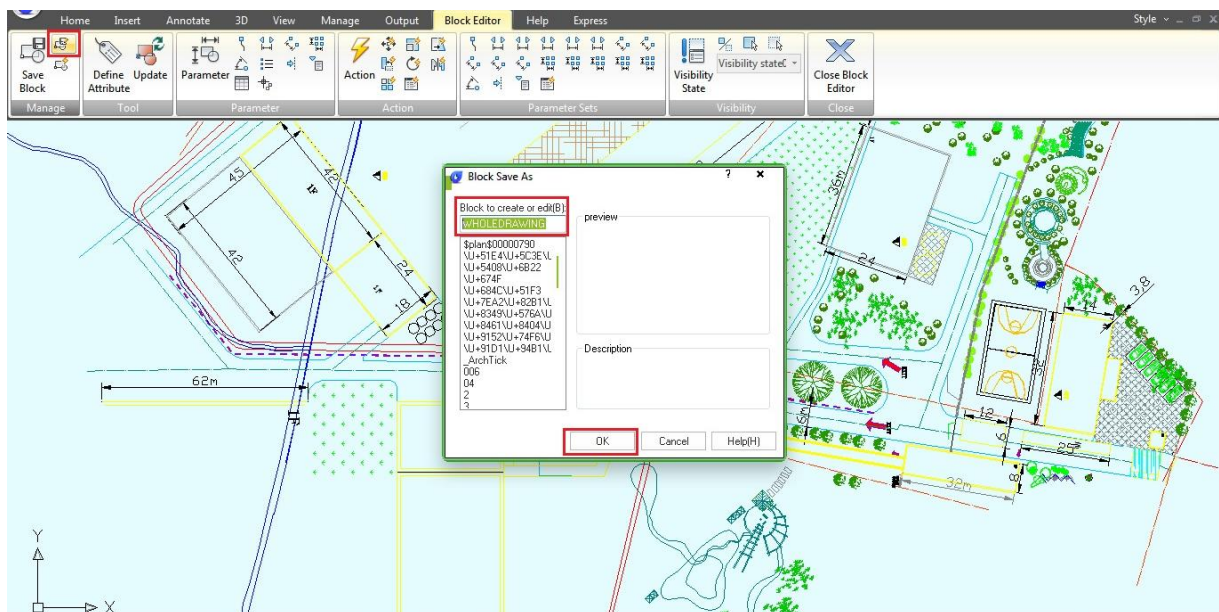 Home Insert Annotate 3D View Manage Output Block Editor Help Express Style
Save Block
Define Attribute
Update
Parameter
Action
Visibility State
Visibility state0
Close Block Editor
Manage Tool Parameter Action Parameter Sets Visibility Close
Block Save As
? x
Block to create or edit(B):
WHOLEDRAWING
$plan$00000790
\U+51E4\U+5C3E\L
\U+5408\U+6B22
\U+674F
\U+684C\U+51F3
\U+7EA2\U+82B1\L
\U+8349\U+576A\U
\U+8461\U+8404\U
\U+9152\U+74F6\U
\U+91D1\U+94B1\L
_ArchTick
006
04
2
3
preview
Description
OK Cancel Help(H)
45
42
1F
42
24
18
62m
36m
24
3,8
14
36
12
6
25
32m
8
6m
Y
X